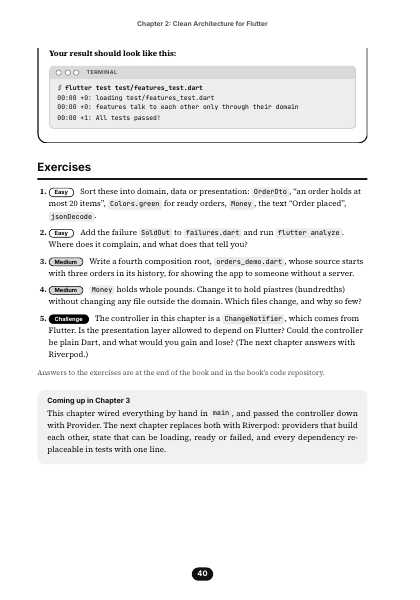 Chapter 2: Clean Architecture for Flutter
Your result should look like this:
TERMINAL
$ flutter test test/features_test.dart
00:00 +0: loading test/features_test.dart
00:00 +0: features talk to each other only through their domain
00:00 +1: All tests passed!
Exercises
1. Easy Sort these into domain, data or presentation: OrderDto, “an order holds at
most 20 items”, Colors.green for ready orders, Money, the text “Order placed”,
jsonDecode.
2. Easy Add the failure SoldOut to failures.dart and run flutter analyze.
Where does it complain, and what does that tell you?
3. Medium Write a fourth composition root, orders_demo.dart, whose source starts
with three orders in its history, for showing the app to someone without a server.
4. Medium Money holds whole pounds. Change it to hold piastres (hundredths)
without changing any file outside the domain. Which files change, and why so few?
5. Challenge The controller in this chapter is a ChangeNotifier, which comes from
Flutter. Is the presentation layer allowed to depend on Flutter? Could the controller
be plain Dart, and what would you gain and lose? (The next chapter answers with
Riverpod.)
Answers to the exercises are at the end of the book and in the book’s code repository.
Coming up in Chapter 3
This chapter wired everything by hand in main, and passed the controller down
with Provider. The next chapter replaces both with Riverpod: providers that build
each other, state that can be loading, ready or failed, and every dependency re-
placeable in tests with one line.
40